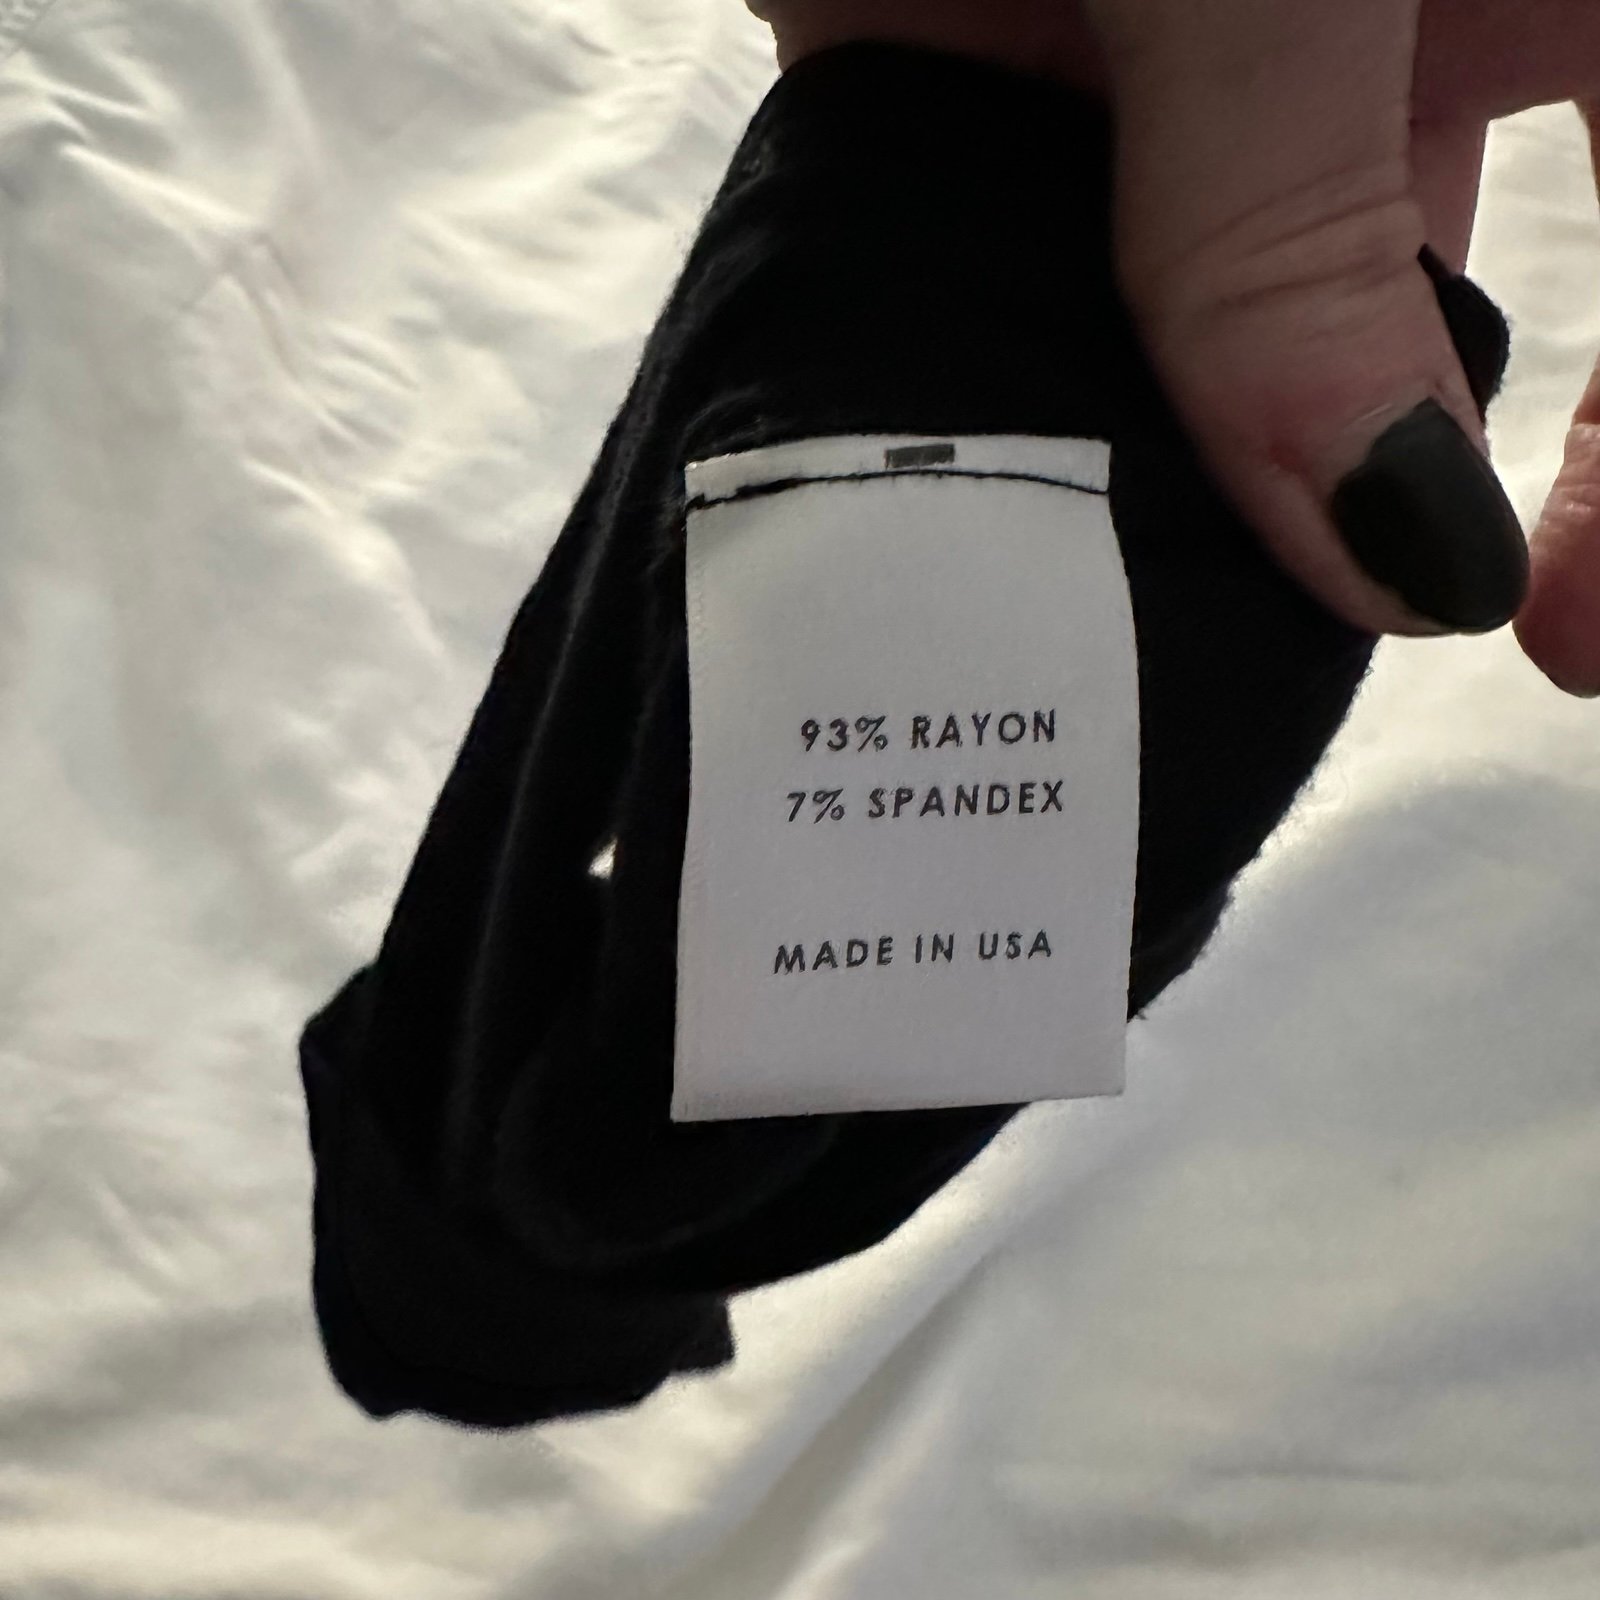 93% RAYON
7% SPANDEX
MADE IN USA